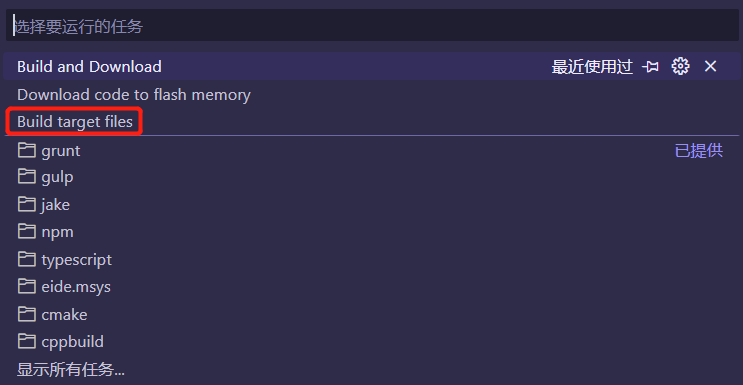 选择要运行的任务
Build and Download 最近使用过
Download code to flash memory
Build target files
grunt 已提供
gulp
jake
npm
typescript
eide.msys
cmake
cppbuild
显示所有任务...